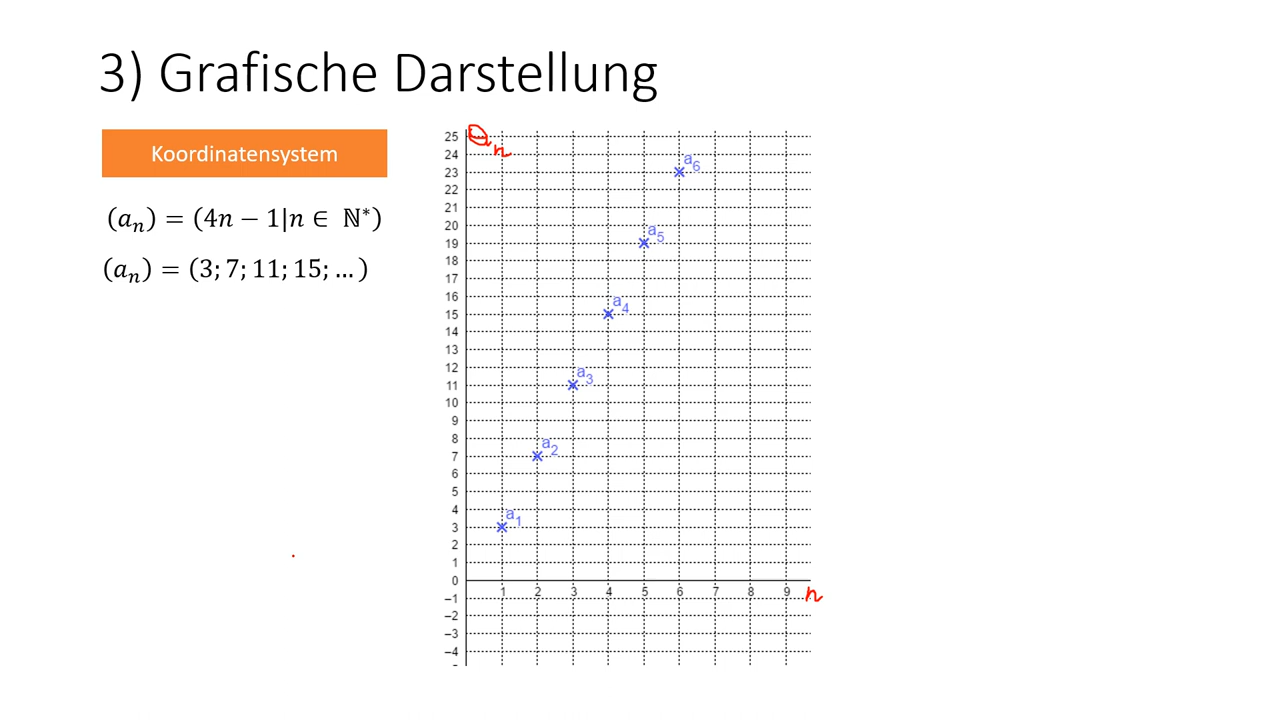 3) Grafische Darstellung
Koordinatensystem
(aₙ) = (4n − 1|n ∈ ℕ*)
(aₙ) = (3; 7; 11; 15; … )
aₙ
25
24
23
22
21
20
19
18
17
16
15
14
13
12
11
10
9
8
7
6
5
4
3
2
1
0
−1
−2
−3
−4
a₆
a₅
a₄
a₃
a₂
a₁
1 2 3 4 5 6 7 8 9 n